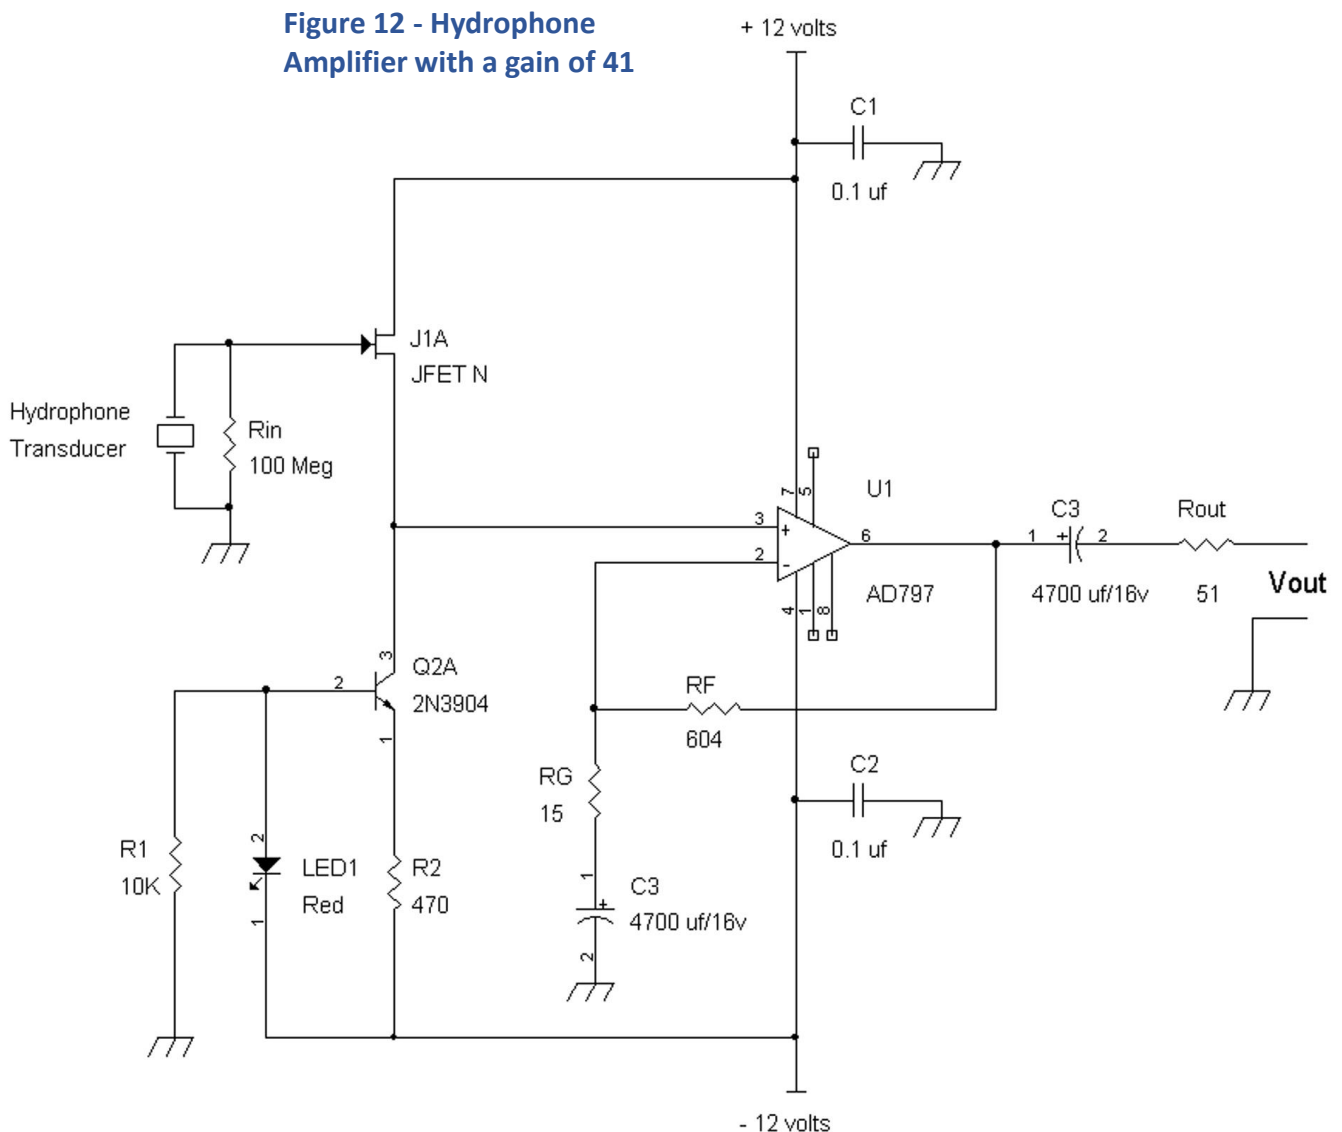 Figure 12 - Hydrophone
Amplifier with a gain of 41
+ 12 volts
C1
0.1 uf
J1A
JFET N
Hydrophone
Transducer
Rin
100 Meg
7
5
U1
3
+
2
-
6
4
1
8
AD797
C3
1
+
2
4700 uf/16v
Rout
51
Vout
3
Q2A
2
2N3904
1
RF
604
RG
15
C2
0.1 uf
R1
10K
2
LED1
Red
1
R2
470
1
C3
+
4700 uf/16v
2
- 12 volts